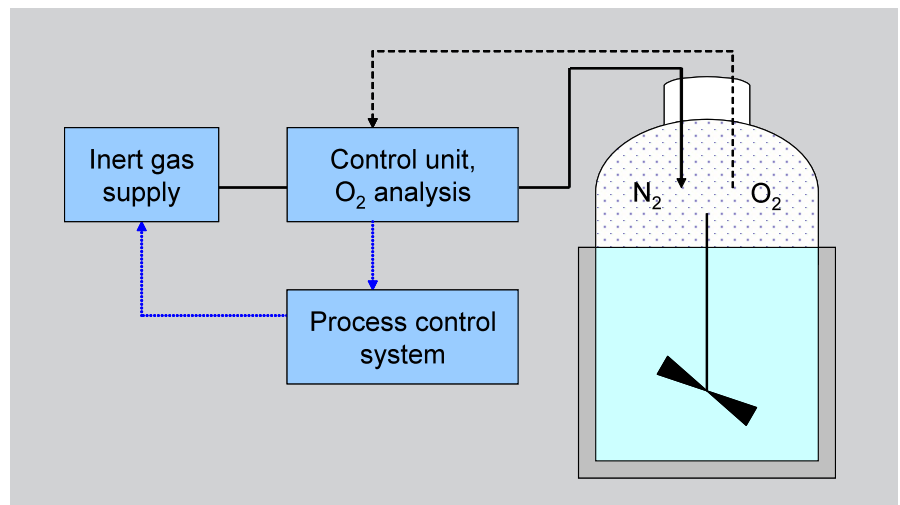 Inert gas
supply
Control unit,
O₂ analysis
Process control
system
N₂
O₂